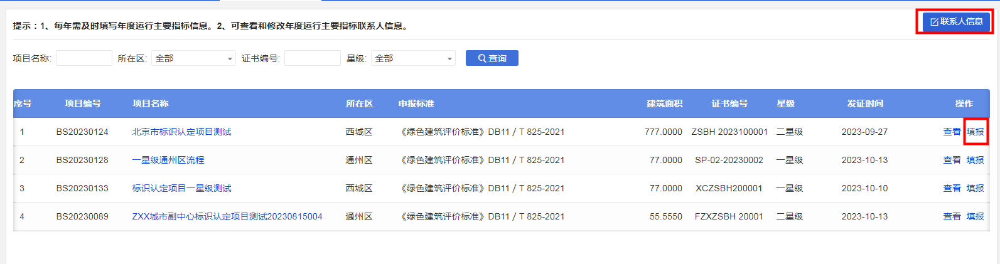 提示：1、每年需及时填写年度运行主要指标信息。2、可查看和修改年度运行主要指标联系人信息。 联系人信息
项目名称: 所在区: 全部 证书编号: 星级: 全部 查询
序号 项目编号 项目名称 所在区 申报标准 建筑面积 证书编号 星级 发证时间 操作
1 BS20230124 北京市标识认定项目测试 西城区 《绿色建筑评价标准》DB11 / T 825-2021 777.0000 ZSBH 2023100001 二星级 2023-09-27 查看 填报
2 BS20230128 一星级通州区流程 通州区 《绿色建筑评价标准》DB11 / T 825-2021 77.0000 SP-02-20230002 一星级 2023-10-13 查看 填报
3 BS20230133 标识认定项目一星级测试 西城区 《绿色建筑评价标准》DB11 / T 825-2021 77.0000 XCZSBH200001 一星级 2023-10-10 查看 填报
4 BS20230089 ZXX城市副中心标识认定项目测试20230815004 通州区 《绿色建筑评价标准》DB11 / T 825-2021 55.5550 FZXZSBH 20001 二星级 2023-10-13 查看 填报